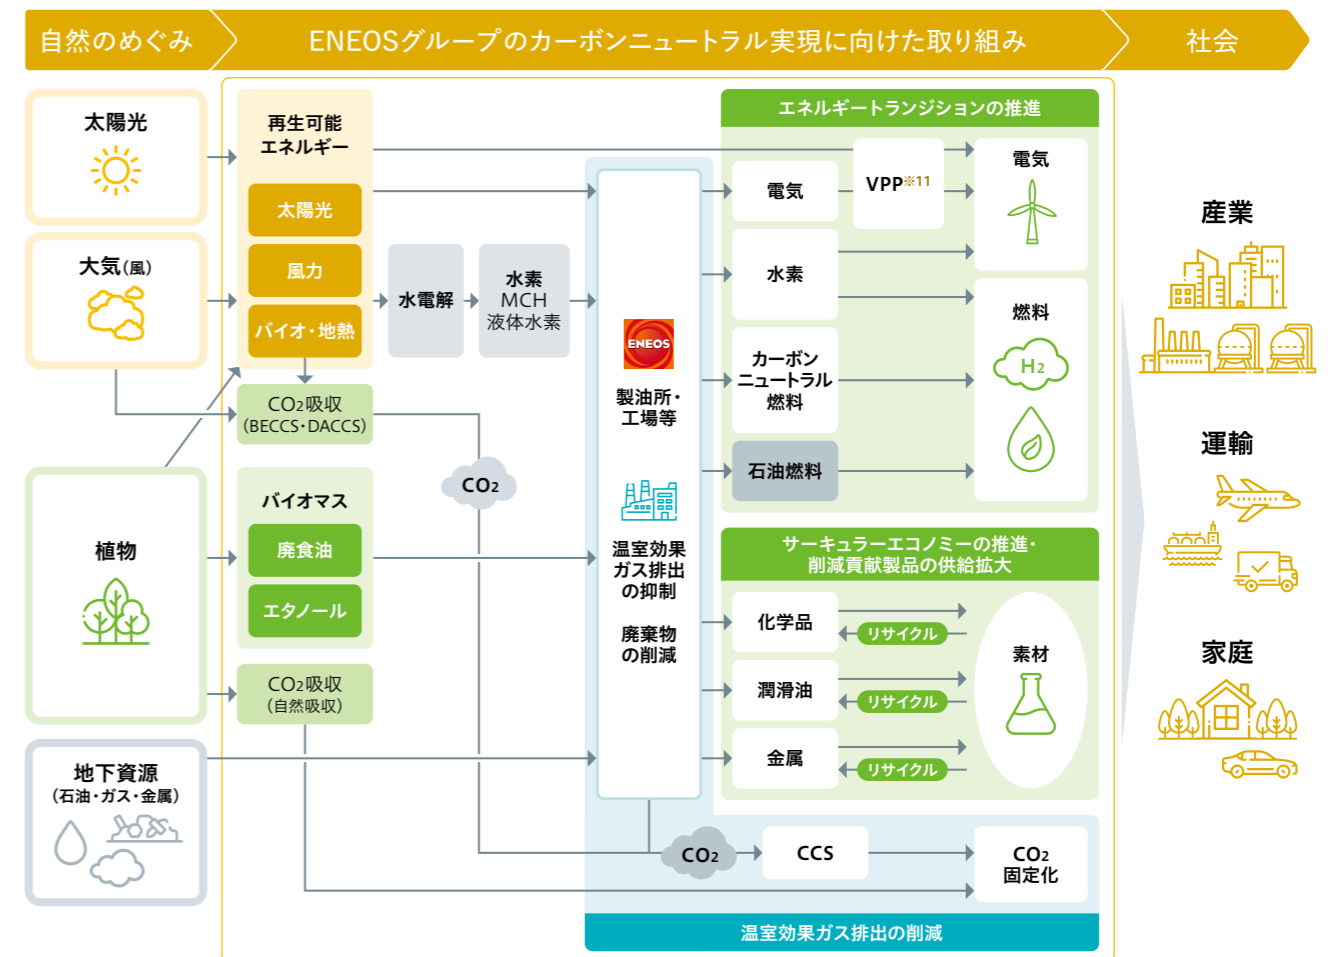 自然のめぐみ
ENEOSグループのカーボンニュートラル実現に向けた取り組み
社会
太陽光
大気(風)
植物
地下資源
(石油・ガス・金属)
再生可能
エネルギー
太陽光
風力
バイオ・地熱
水電解
水素
MCH
液体水素
CO2吸収
(BECCS・DACCS)
CO2
バイオマス
廃食油
エタノール
CO2吸収
(自然吸収)
ENEOS
製油所・
工場等
温室効果
ガス排出
の抑制
廃棄物
の削減
エネルギートランジションの推進
電気
VPP※11
電気
水素
カーボン
ニュートラル
燃料
石油燃料
燃料
H2
サーキュラーエコノミーの推進・
削減貢献製品の供給拡大
化学品
リサイクル
潤滑油
リサイクル
金属
リサイクル
素材
CO2
CCS
CO2
固定化
温室効果ガス排出の削減
産業
運輸
家庭